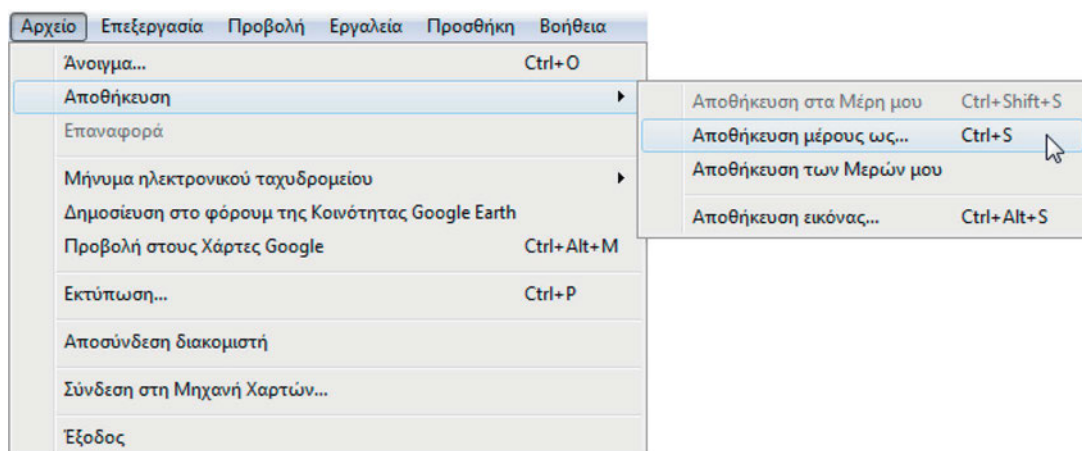 Αρχείο Επεξεργασία Προβολή Εργαλεία Προσθήκη Βοήθεια
Άνοιγμα... Ctrl+O
Αποθήκευση
Επαναφορά
Μήνυμα ηλεκτρονικού ταχυδρομείου
Δημοσίευση στο φόρουμ της Κοινότητας Google Earth
Προβολή στους Χάρτες Google Ctrl+Alt+M
Εκτύπωση... Ctrl+P
Αποσύνδεση διακομιστή
Σύνδεση στη Μηχανή Χαρτών...
Έξοδος
Αποθήκευση στα Μέρη μου Ctrl+Shift+S
Αποθήκευση μέρους ως... Ctrl+S
Αποθήκευση των Μερών μου
Αποθήκευση εικόνας... Ctrl+Alt+S